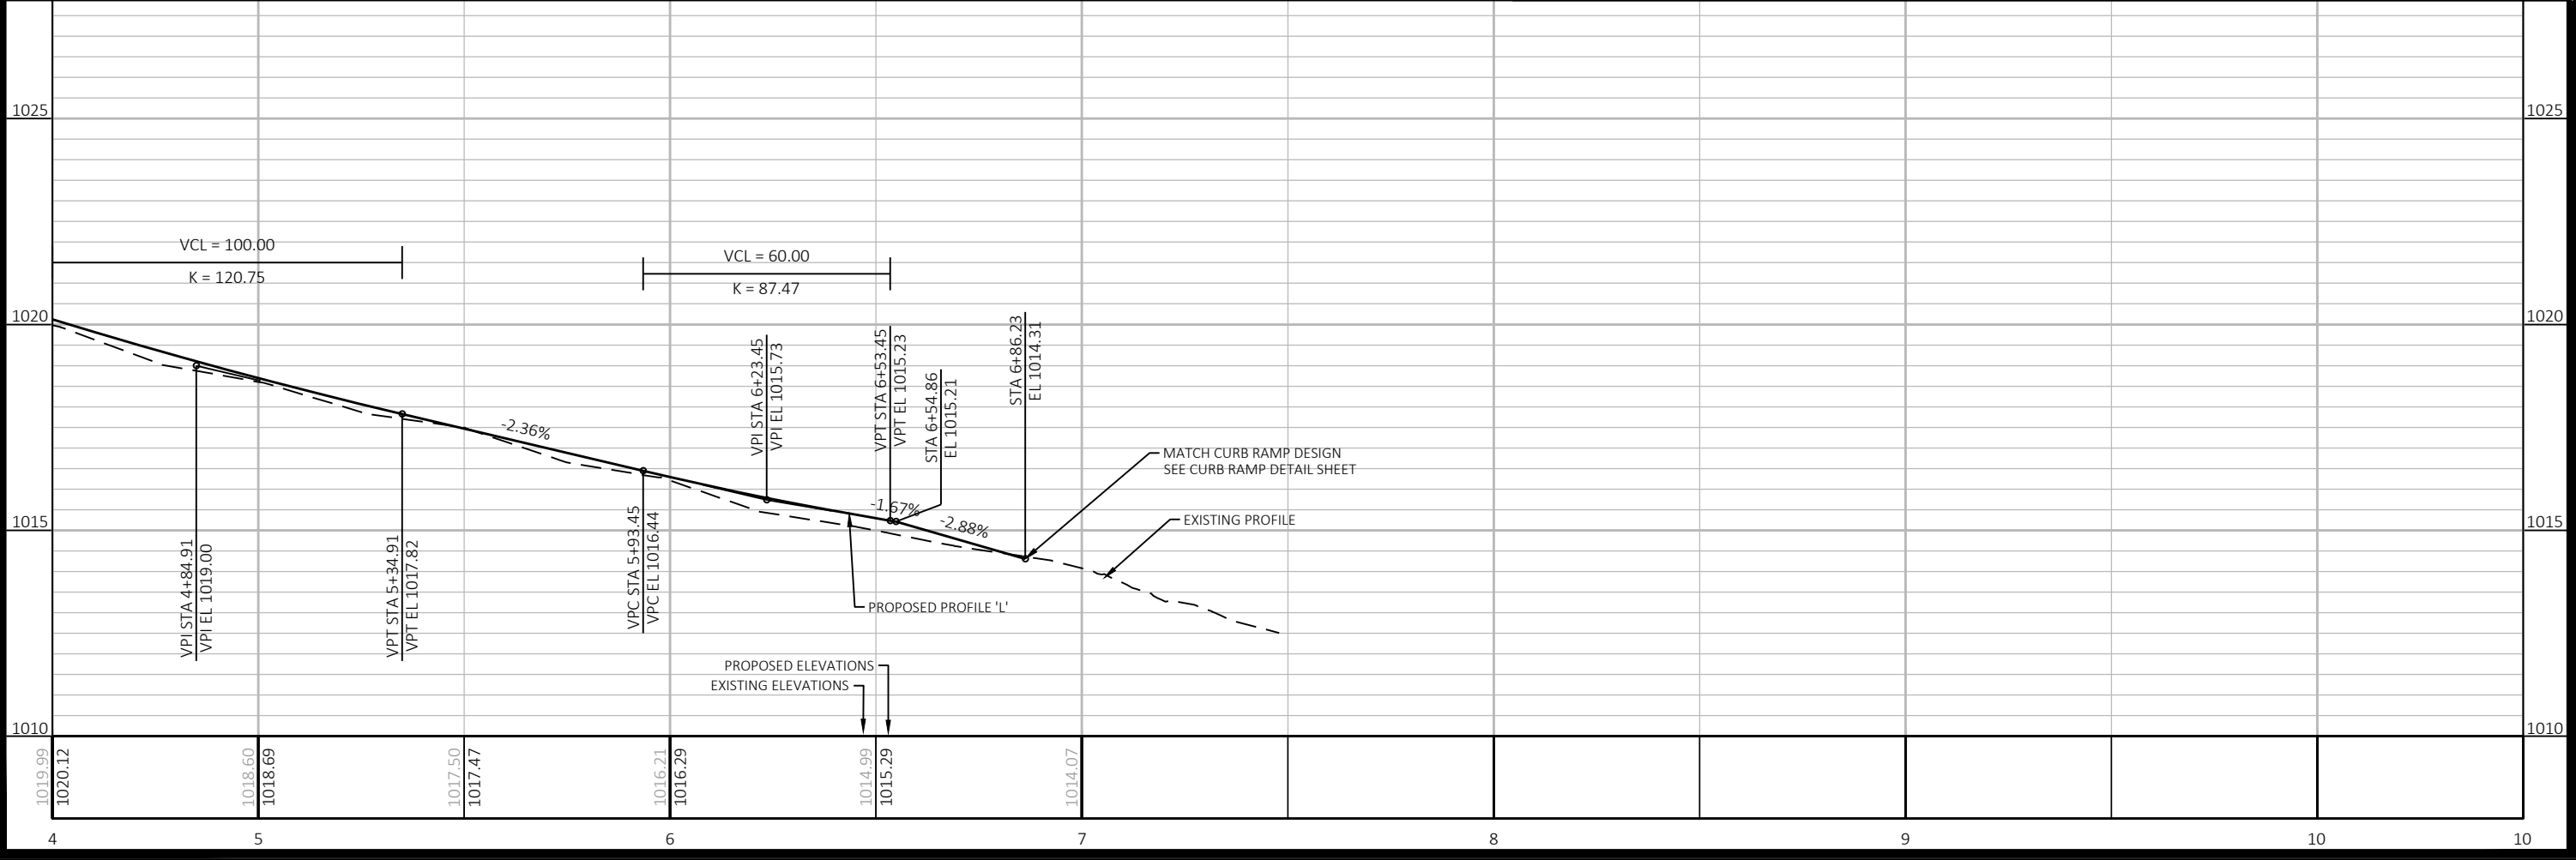 1025
1025
VCL = 100.00
K = 120.75
VCL = 60.00
K = 87.47
1020
1020
VPI STA 6+23.45
VPI EL 1015.73
VPT STA 6+53.45
VPT EL 1015.23
STA 6+54.86
EL 1015.21
STA 6+86.23
EL 1014.31
-2.36%
-1.67%
-2.88%
MATCH CURB RAMP DESIGN
SEE CURB RAMP DETAIL SHEET
EXISTING PROFILE
1015
1015
VPI STA 4+84.91
VPI EL 1019.00
VPT STA 5+34.91
VPT EL 1017.82
VPC STA 5+93.45
VPC EL 1016.44
PROPOSED PROFILE 'L'
PROPOSED ELEVATIONS
EXISTING ELEVATIONS
1010
1010
1019.99
1020.12
1018.60
1018.69
1017.50
1017.47
1016.21
1016.29
1014.99
1015.29
1014.07
4
5
6
7
8
9
10
10